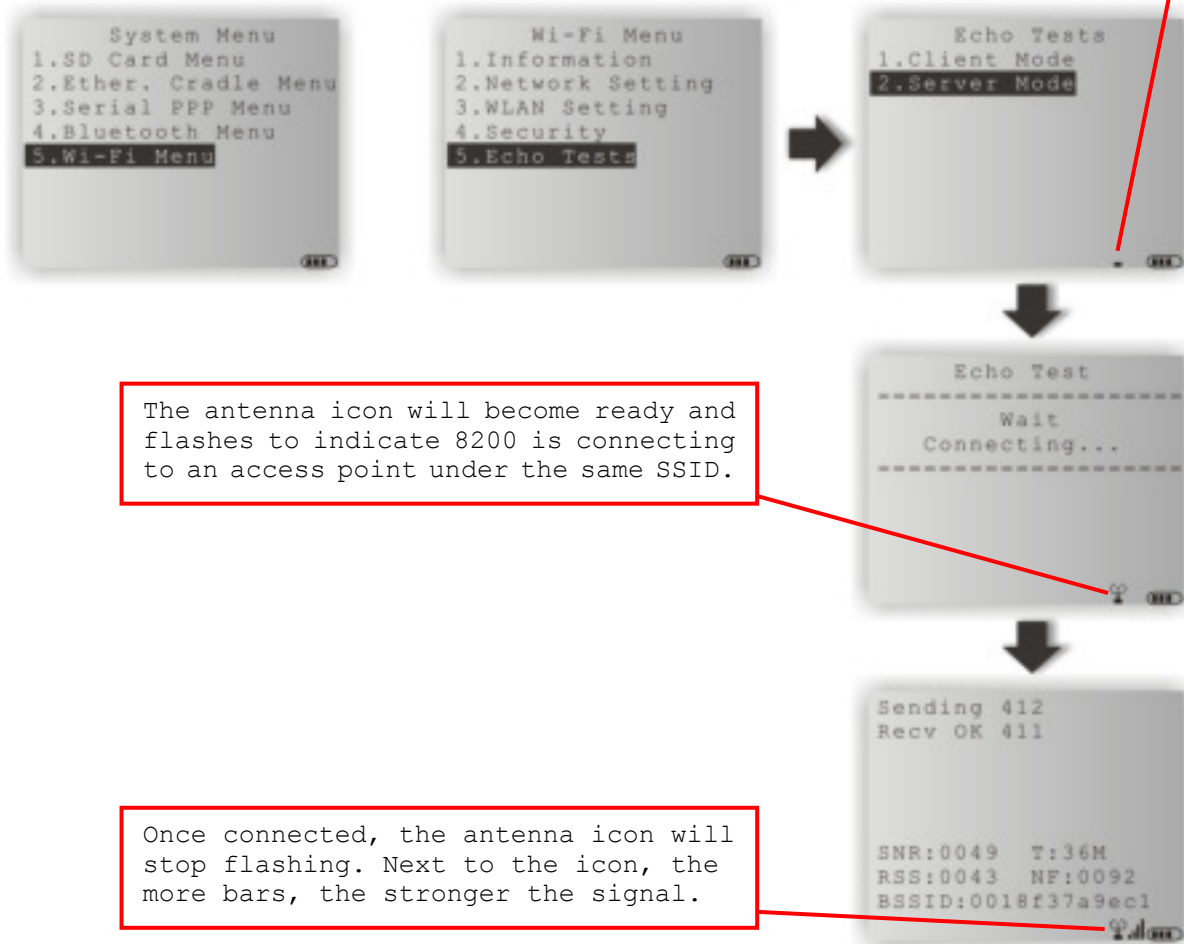 System Menu
1.SD Card Menu
2.Ether. Cradle Menu
3.Serial PPP Menu
4.Bluetooth Menu
5.Wi-Fi Menu
Wi-Fi Menu
1.Information
2.Network Setting
3.WLAN Setting
4.Security
5.Echo Tests
Echo Tests
1.Client Mode
2.Server Mode
The antenna icon will become ready and
flashes to indicate 8200 is connecting
to an access point under the same SSID.
Echo Test
Wait
Connecting...
Once connected, the antenna icon will
stop flashing. Next to the icon, the
more bars, the stronger the signal.
Sending 412
Recv OK 411
SNR:0049 T:36M
RSS:0043 NF:0092
BSSID:0018f37a9ec1